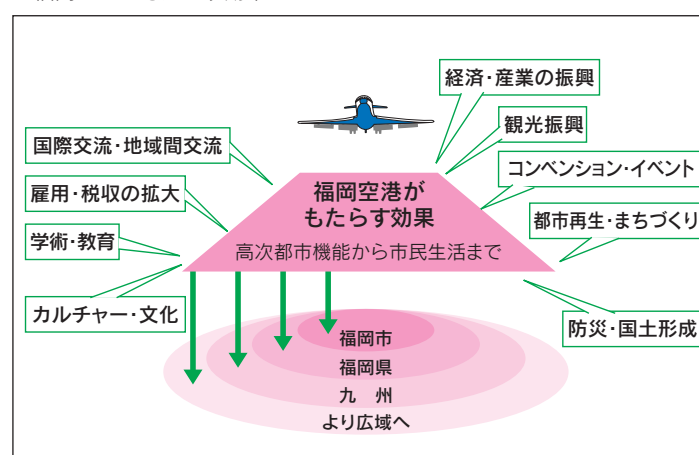 経済・産業の振興
観光振興
国際交流・地域間交流
コンベンション・イベント
雇用・税収の拡大
福岡空港が
もたらす効果
都市再生・まちづくり
学術・教育
高次都市機能から市民生活まで
カルチャー・文化
防災・国土形成
福岡市
福岡県
九　州
より広域へ